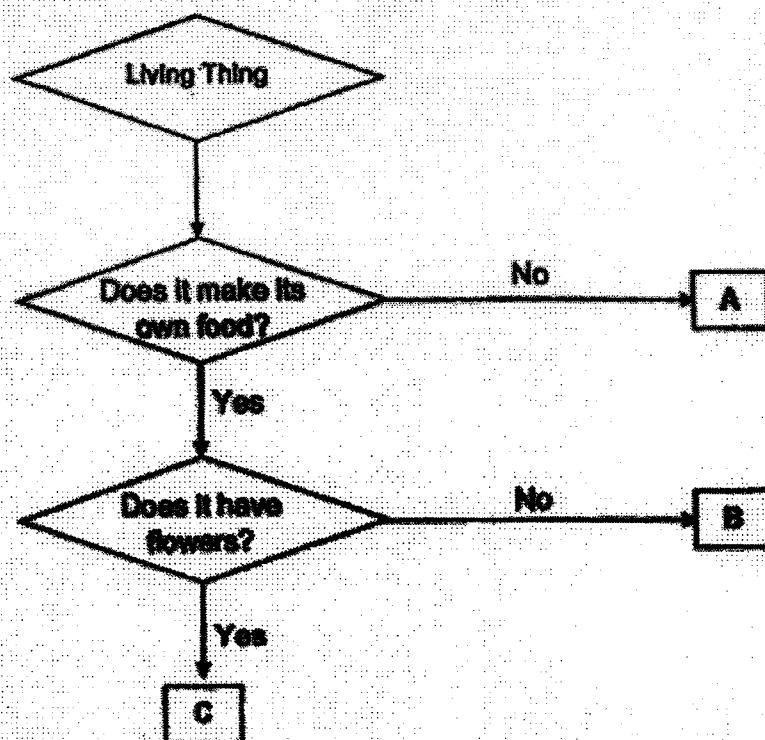 Living Thing
Does it make its
own food?
No
A
Yes
Does it have
flowers?
No
B
Yes
C